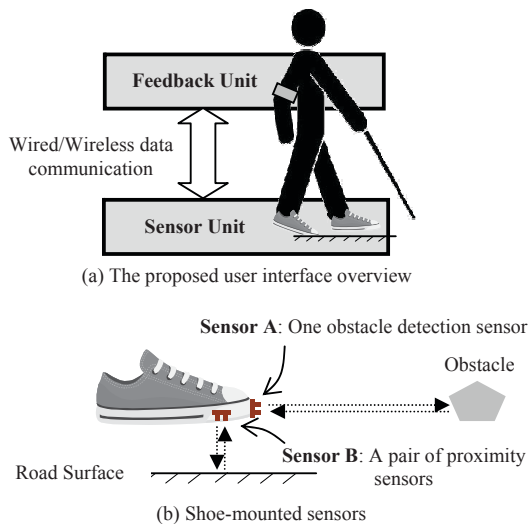 Feedback Unit
Wired/Wireless data
communication
Sensor Unit
(a) The proposed user interface overview
Sensor A: One obstacle detection sensor
Obstacle
Sensor B: A pair of proximity
sensors
Road Surface
(b) Shoe-mounted sensors